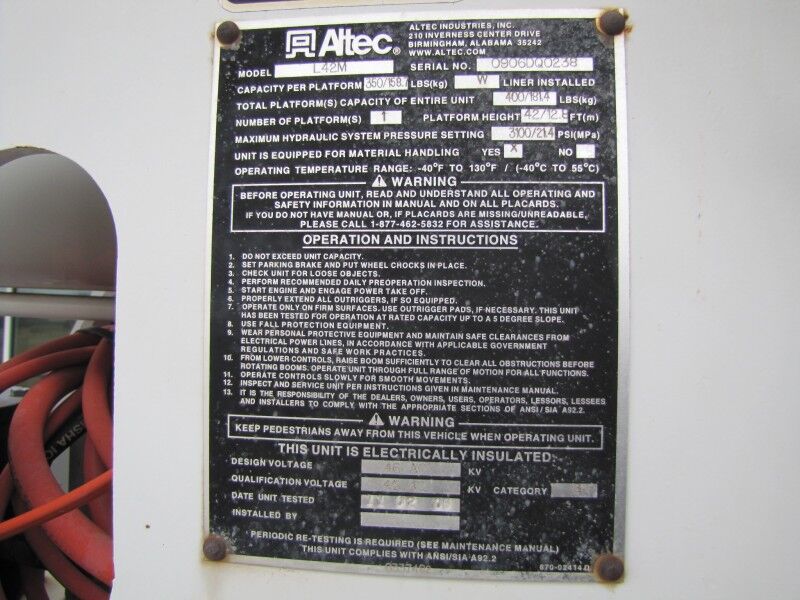 Altec®
ALTEC INDUSTRIES, INC.
210 INVERNESS CENTER DRIVE
BIRMINGHAM, ALABAMA 35242
WWW.ALTEC.COM
MODEL L42M SERIAL NO. 0906DQ0238
CAPACITY PER PLATFORM 350/158.7 LBS(kg) W LINER INSTALLED
TOTAL PLATFORM(S) CAPACITY OF ENTIRE UNIT 400/181.4 LBS(kg)
NUMBER OF PLATFORM(S) 1 PLATFORM HEIGHT 42/12.8 FT(m)
MAXIMUM HYDRAULIC SYSTEM PRESSURE SETTING 3100/21.4 PSI(MPa)
UNIT IS EQUIPPED FOR MATERIAL HANDLING YES X NO
OPERATING TEMPERATURE RANGE: -40°F TO 130°F / (-40°C TO 55°C)
WARNING
BEFORE OPERATING UNIT, READ AND UNDERSTAND ALL OPERATING AND
SAFETY INFORMATION IN MANUAL AND ON ALL PLACARDS.
IF YOU DO NOT HAVE MANUAL OR, IF PLACARDS ARE MISSING/UNREADABLE,
PLEASE CALL 1-877-462-5832 FOR ASSISTANCE.
OPERATION AND INSTRUCTIONS
1. DO NOT EXCEED UNIT CAPACITY.
2. SET PARKING BRAKE AND PUT WHEEL CHOCKS IN PLACE.
3. CHECK UNIT FOR LOOSE OBJECTS.
4. PERFORM RECOMMENDED DAILY PREOPERATION INSPECTION.
5. START ENGINE AND ENGAGE POWER TAKE OFF.
6. PROPERLY EXTEND ALL OUTRIGGERS, IF SO EQUIPPED.
7. OPERATE ONLY ON FIRM SURFACES. USE OUTRIGGER PADS, IF NECESSARY. THIS UNIT
HAS BEEN TESTED FOR OPERATION AT RATED CAPACITY UP TO A 5 DEGREE SLOPE.
8. USE FALL PROTECTION EQUIPMENT.
9. WEAR PERSONAL PROTECTIVE EQUIPMENT AND MAINTAIN SAFE CLEARANCES FROM
ELECTRICAL POWER LINES, IN ACCORDANCE WITH APPLICABLE GOVERNMENT
REGULATIONS AND SAFE WORK PRACTICES.
10. FROM LOWER CONTROLS, RAISE BOOM SUFFICIENTLY TO CLEAR ALL OBSTRUCTIONS BEFORE
ROTATING BOOMS. OPERATE UNIT THROUGH FULL RANGE OF MOTION FOR ALL FUNCTIONS.
11. OPERATE CONTROLS SLOWLY FOR SMOOTH MOVEMENTS.
12. INSPECT AND SERVICE UNIT PER INSTRUCTIONS GIVEN IN MAINTENANCE MANUAL.
13. IT IS THE RESPONSIBILITY OF THE DEALERS, OWNERS, USERS, OPERATORS, LESSORS, LESSEES
AND INSTALLERS TO COMPLY WITH THE APPROPRIATE SECTIONS OF ANSI / SIA A92.2.
WARNING
KEEP PEDESTRIANS AWAY FROM THIS VEHICLE WHEN OPERATING UNIT.
THIS UNIT IS ELECTRICALLY INSULATED:
DESIGN VOLTAGE 46 KV
QUALIFICATION VOLTAGE KV CATEGORY
DATE UNIT TESTED
INSTALLED BY
PERIODIC RE-TESTING IS REQUIRED (SEE MAINTENANCE MANUAL)
THIS UNIT COMPLIES WITH ANSI/SIA A92.2
670-02414 D